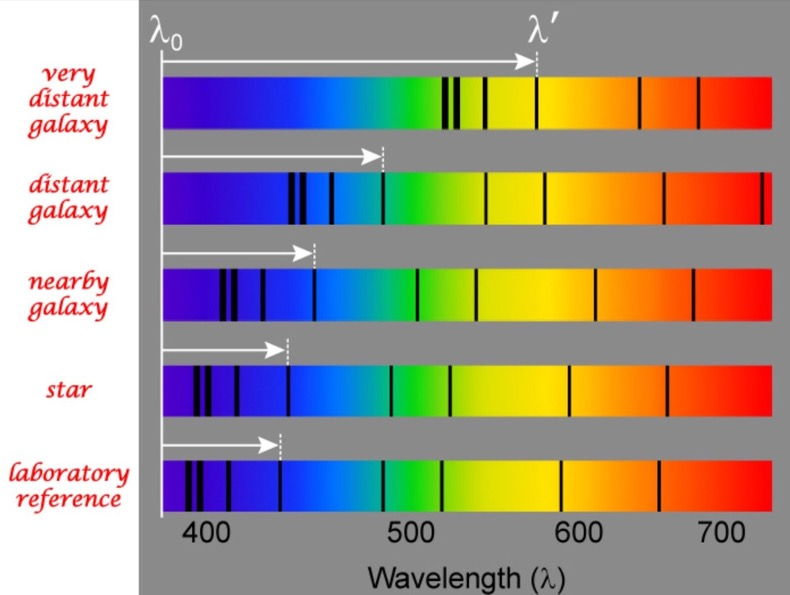 λ₀ λ′
very
distant
galaxy
distant
galaxy
nearby
galaxy
star
laboratory
reference
400 500 600 700
Wavelength (λ)